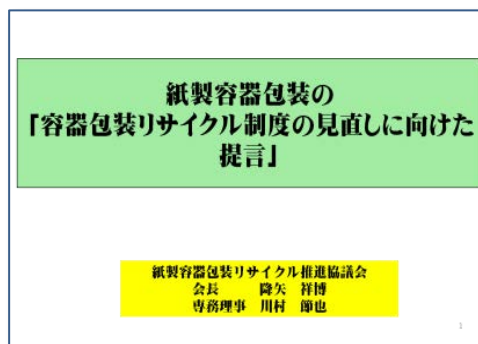 紙製容器包装の
『容器包装リサイクル制度の見直しに向けた
提言』
紙製容器包装リサイクル推進協議会
会長 降矢 祥博
専務理事 川村 節也
1